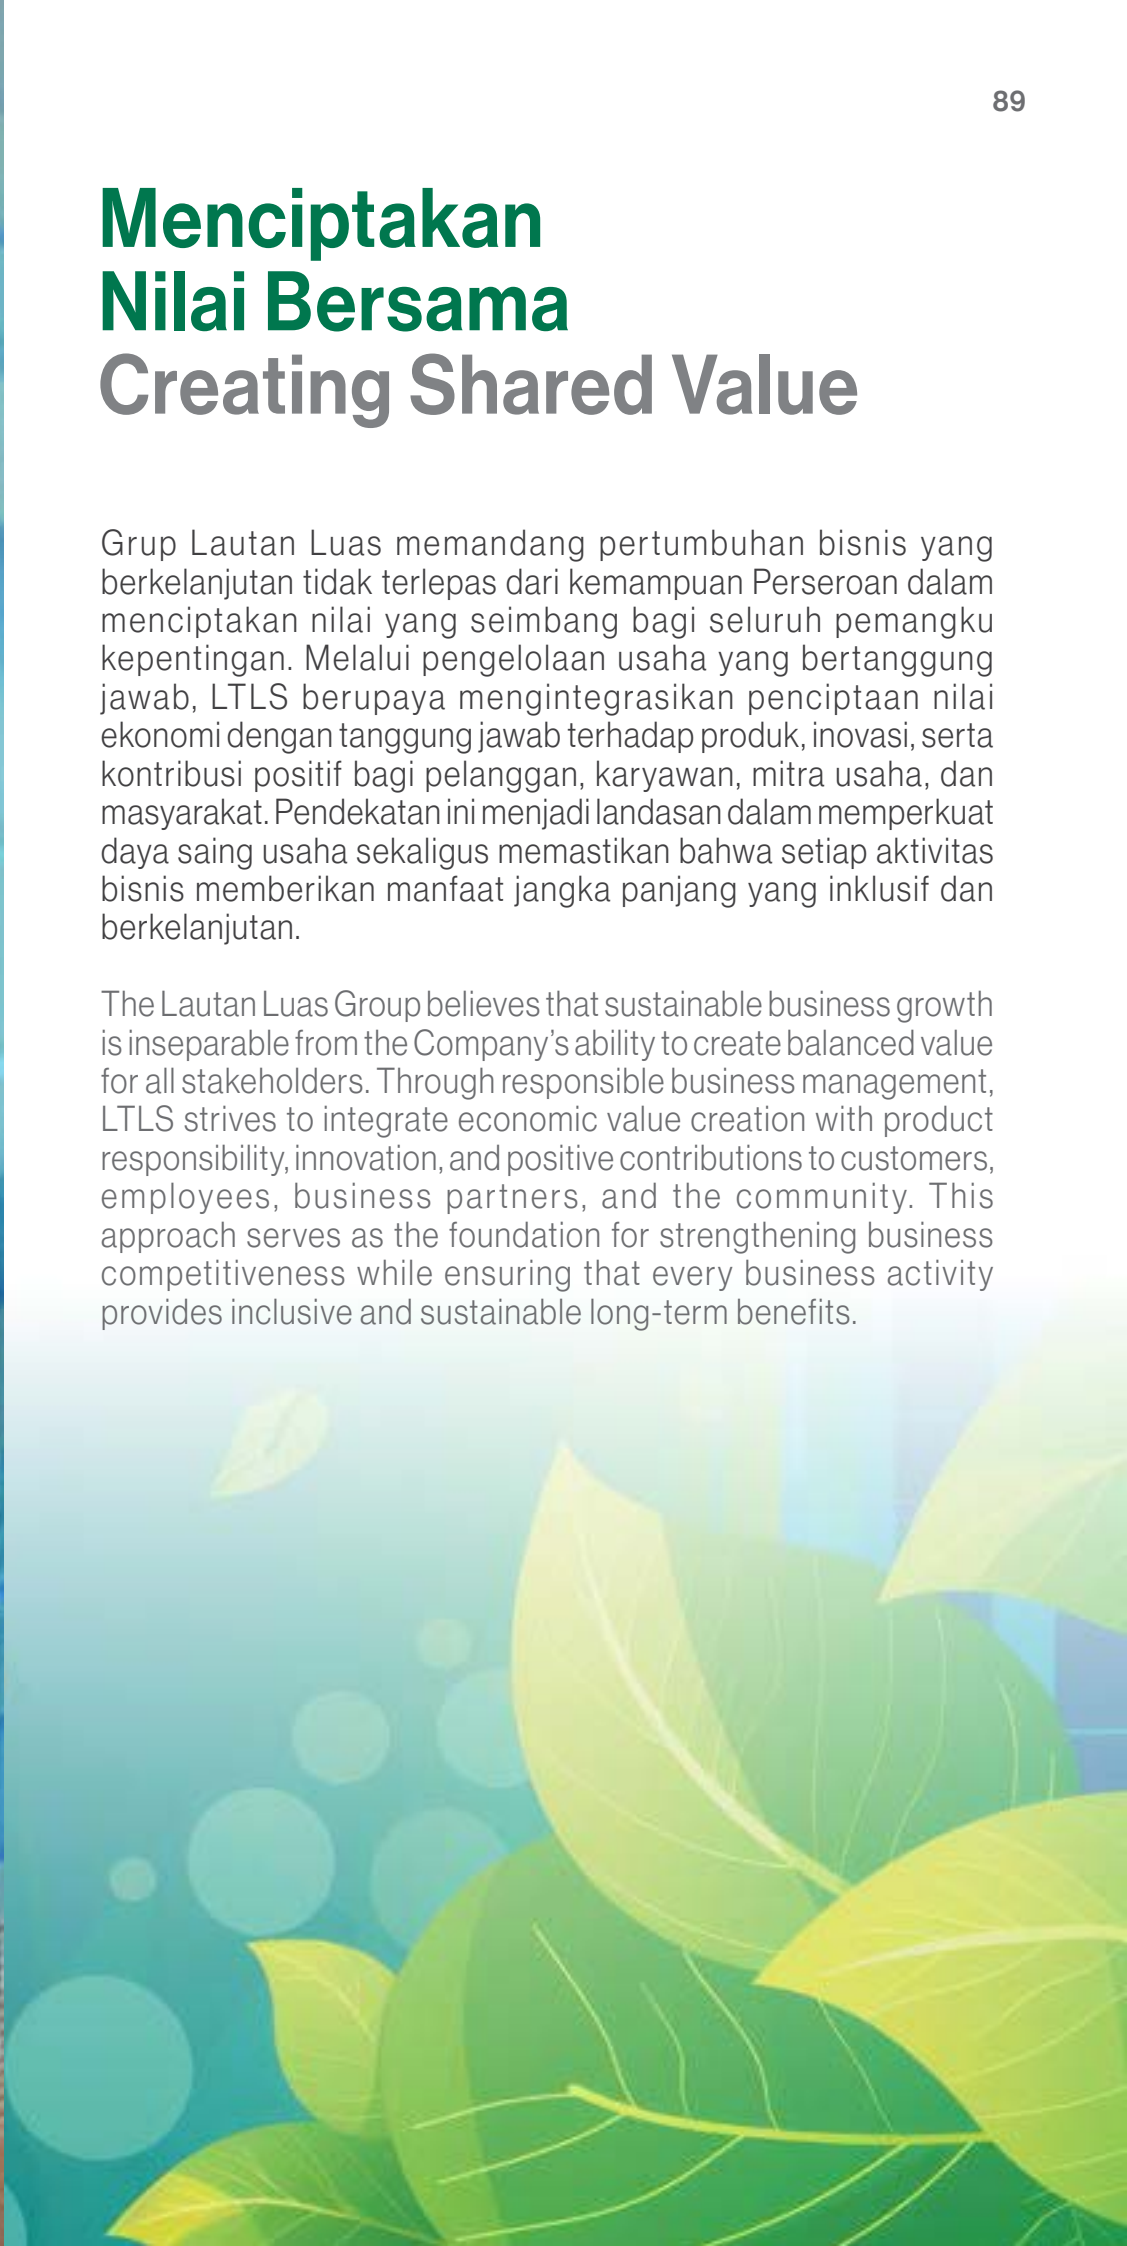 89
Menciptakan
Nilai Bersama
Creating Shared Value
Grup Lautan Luas memandang pertumbuhan bisnis yang
berkelanjutan tidak terlepas dari kemampuan Perseroan dalam
menciptakan nilai yang seimbang bagi seluruh pemangku
kepentingan. Melalui pengelolaan usaha yang bertanggung
jawab, LTLS berupaya mengintegrasikan penciptaan nilai
ekonomi dengan tanggung jawab terhadap produk, inovasi, serta
kontribusi positif bagi pelanggan, karyawan, mitra usaha, dan
masyarakat. Pendekatan ini menjadi landasan dalam memperkuat
daya saing usaha sekaligus memastikan bahwa setiap aktivitas
bisnis memberikan manfaat jangka panjang yang inklusif dan
berkelanjutan.
The Lautan Luas Group believes that sustainable business growth
is inseparable from the Company’s ability to create balanced value
for all stakeholders. Through responsible business management,
LTLS strives to integrate economic value creation with product
responsibility, innovation, and positive contributions to customers,
employees, business partners, and the community. This
approach serves as the foundation for strengthening business
competitiveness while ensuring that every business activity
provides inclusive and sustainable long-term benefits.